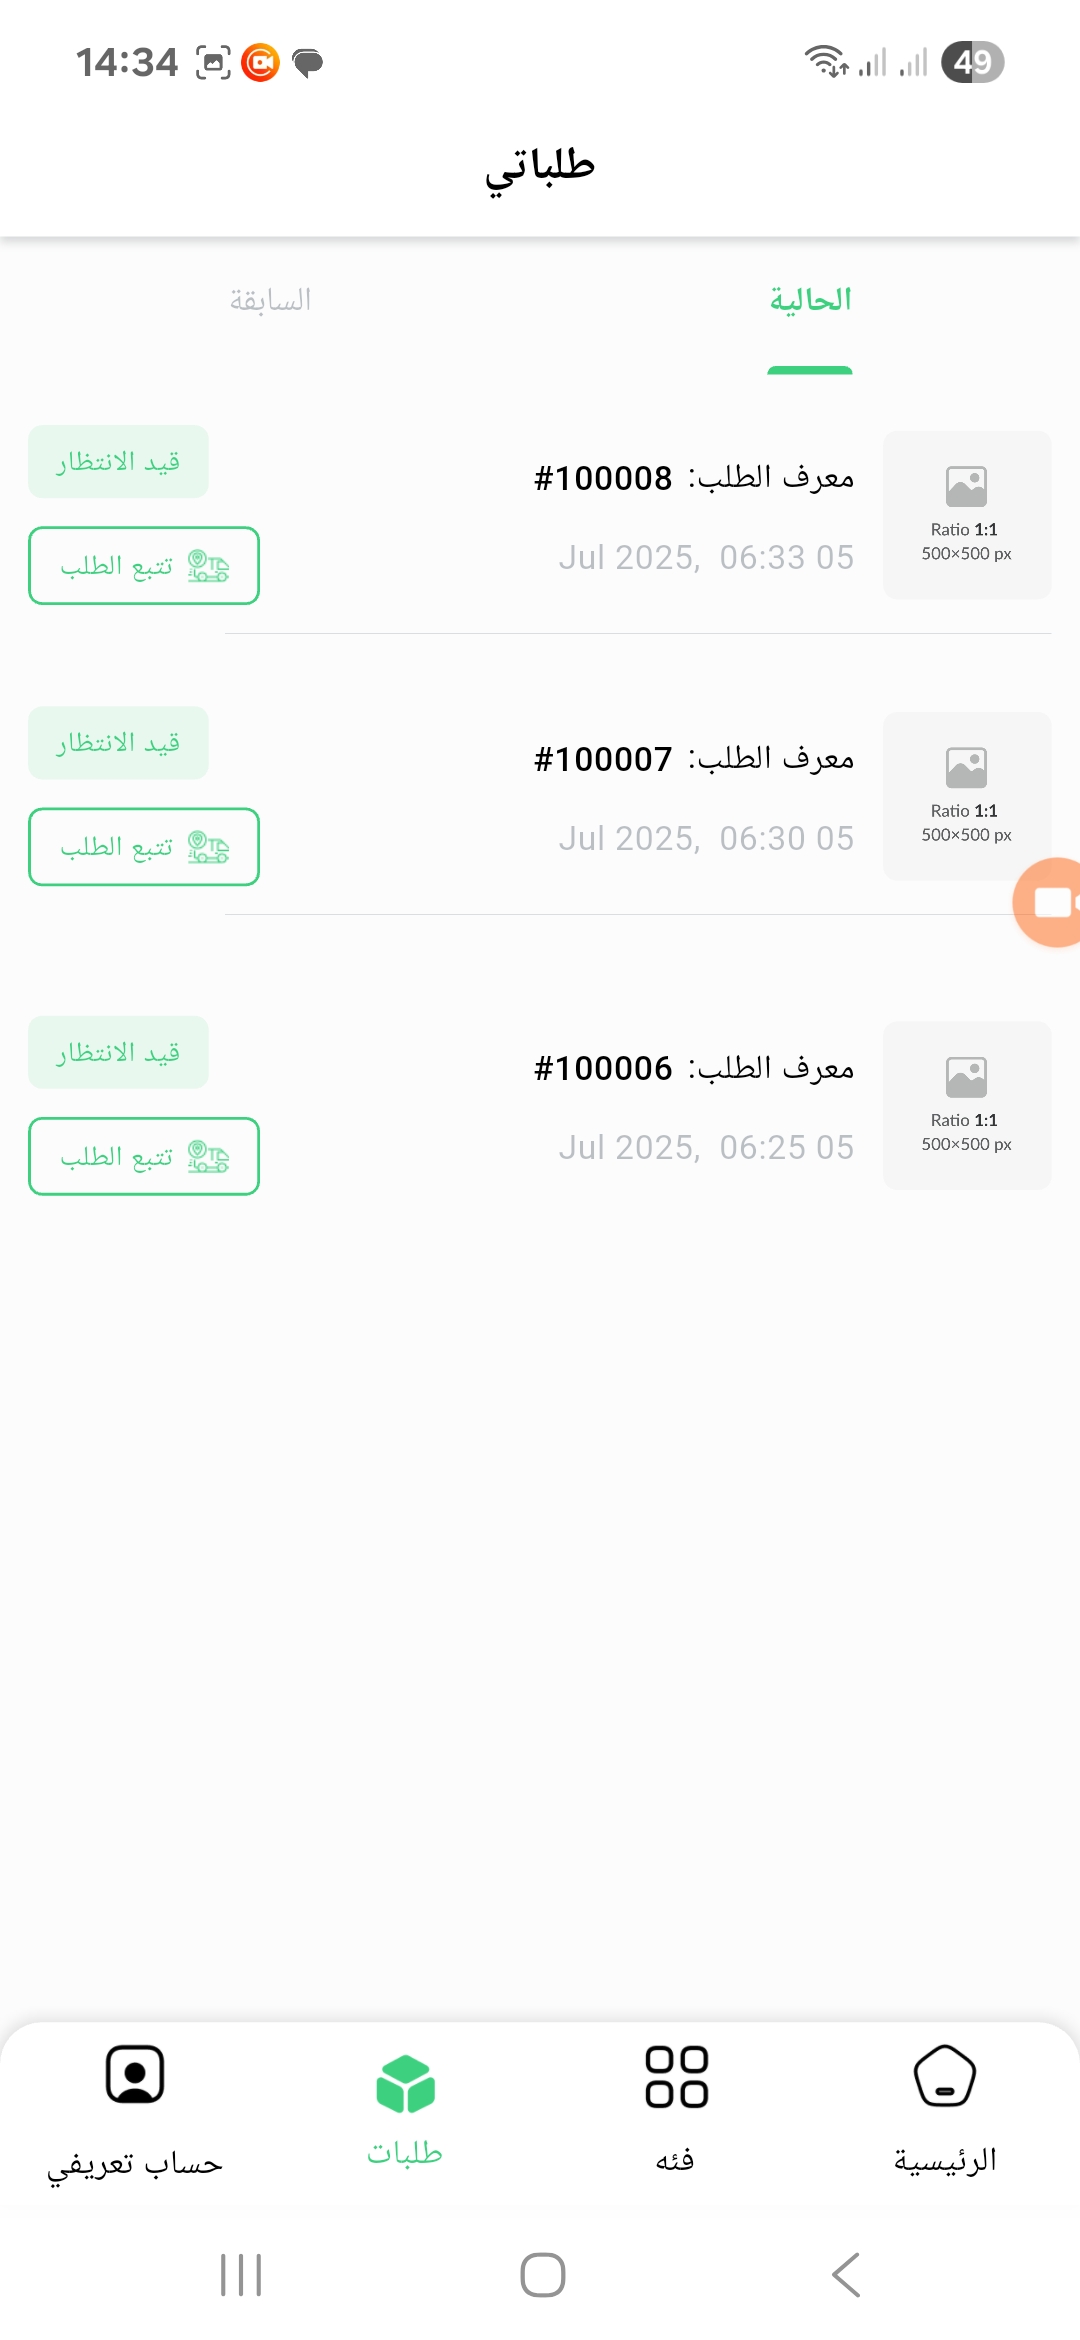 14:34
49
طلباتي
الحالية
السابقة
Ratio 1:1
500×500 px
معرف الطلب: #100008
05 Jul 2025, 06:33
قيد الانتظار
تتبع الطلب
Ratio 1:1
500×500 px
معرف الطلب: #100007
05 Jul 2025, 06:30
قيد الانتظار
تتبع الطلب
Ratio 1:1
500×500 px
معرف الطلب: #100006
05 Jul 2025, 06:25
قيد الانتظار
تتبع الطلب
الرئيسية
فئه
طلبات
حساب تعريفي